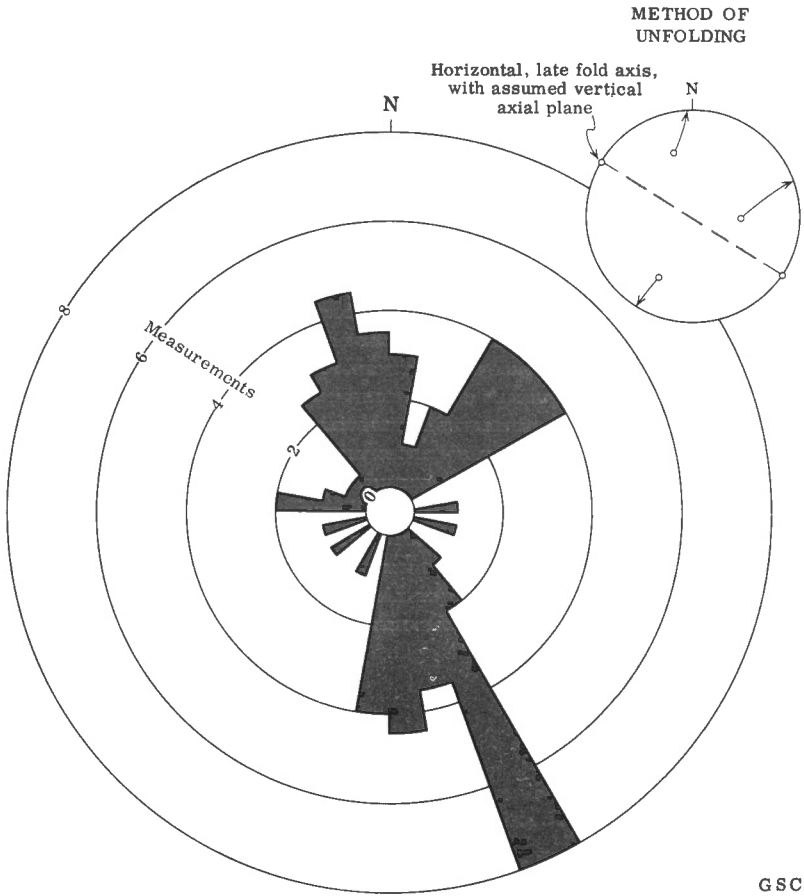 METHOD OF
UNFOLDING
Horizontal, late fold axis,
with assumed vertical
axial plane
N
N
8
6
Measurements
4
2
0
GSC